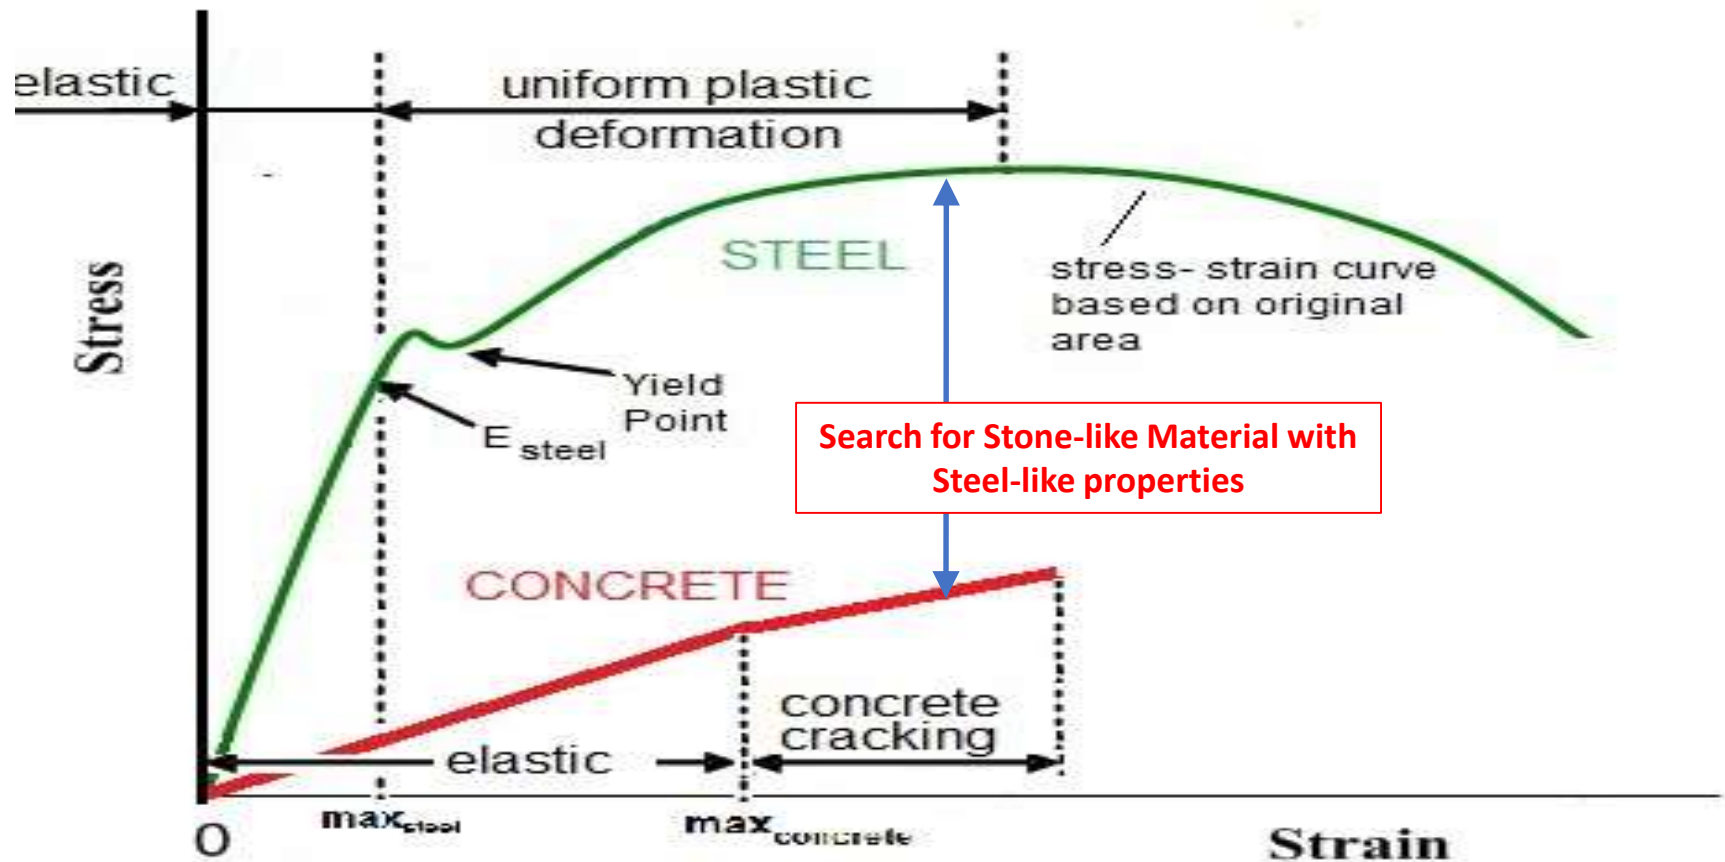 elastic
uniform plastic
deformation
STEEL
stress- strain curve
based on original
area
Stress
Yield
Point
E steel
Search for Stone-like Material with
Steel-like properties
CONCRETE
concrete
cracking
elastic
0
max steel
max concrete
Strain